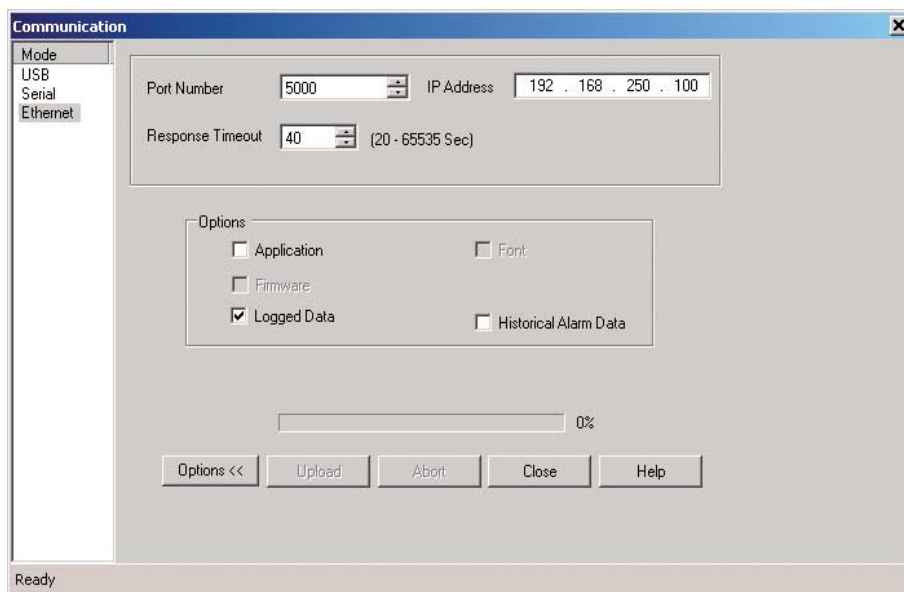 Communication
Mode
USB
Serial
Ethernet
Port Number 5000 IP Address 192 . 168 . 250 . 100
Response Timeout 40 (20 - 65535 Sec)
Options
Application Font
Firmware
Logged Data Historical Alarm Data
0%
Options << Upload Abort Close Help
Ready